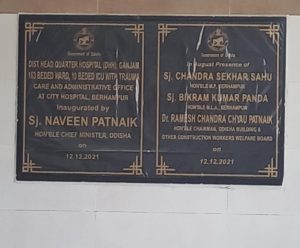 Government of Odisha
DIST. HEAD QUARTER HOSPITAL (DHH), GANJAM
183 BEDED WARD, 10 BEDED ICU WITH TRAUMA
CARE AND ADMINISTRATIVE OFFICE
AT CITY HOSPITAL, BERHAMPUR
Inaugurated by
Sj. NAVEEN PATNAIK
HON'BLE CHIEF MINISTER, ODISHA
on
12.12.2021
Government of Odisha
In August Presence of
Sj. CHANDRA SEKHAR SAHU
HON'BLE M.P., BERHAMPUR
Sj. BIKRAM KUMAR PANDA
HON'BLE M.L.A., BERHAMPUR
Dr. RAMESH CHANDRA CHYAU PATNAIK
HON'BLE CHAIRMAN, ODISHA BUILDING &
OTHER CONSTRUCTION WORKERS WELFARE BOARD
on
12.12.2021